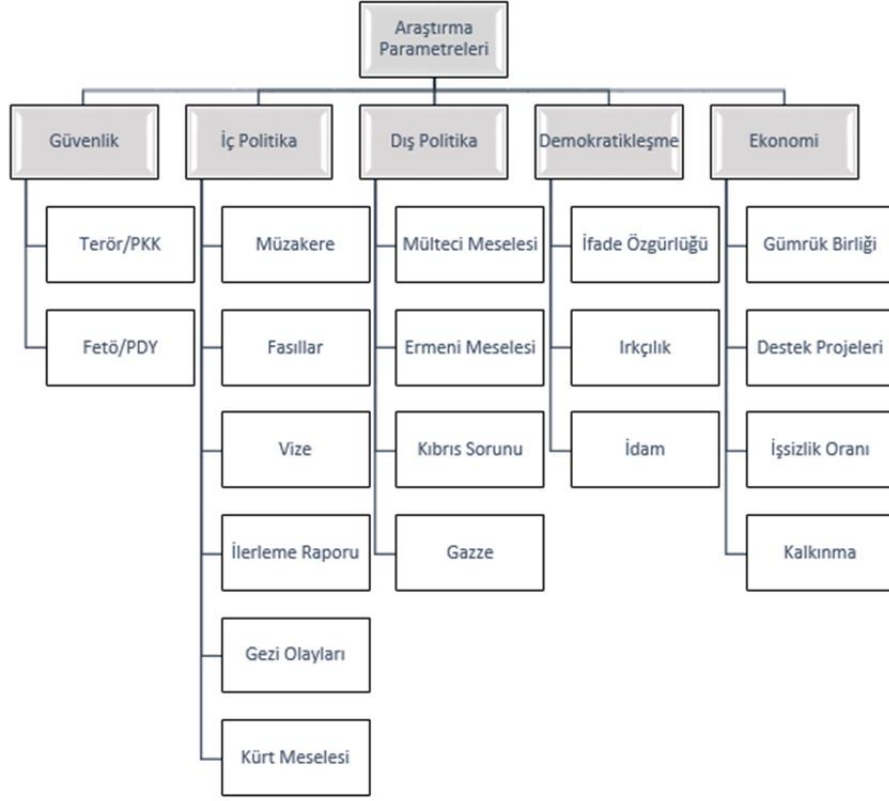 Araştırma
Parametreleri
Güvenlik
Terör/PKK
Fetö/PDY
İç Politika
Müzakere
Fasıllar
Vize
İlerleme Raporu
Gezi Olayları
Kürt Meselesi
Dış Politika
Mülteci Meselesi
Ermeni Meselesi
Kıbrıs Sorunu
Gazze
Demokratikleşme
İfade Özgürlüğü
Irkçılık
İdam
Ekonomi
Gümrük Birliği
Destek Projeleri
İşsizlik Oranı
Kalkınma